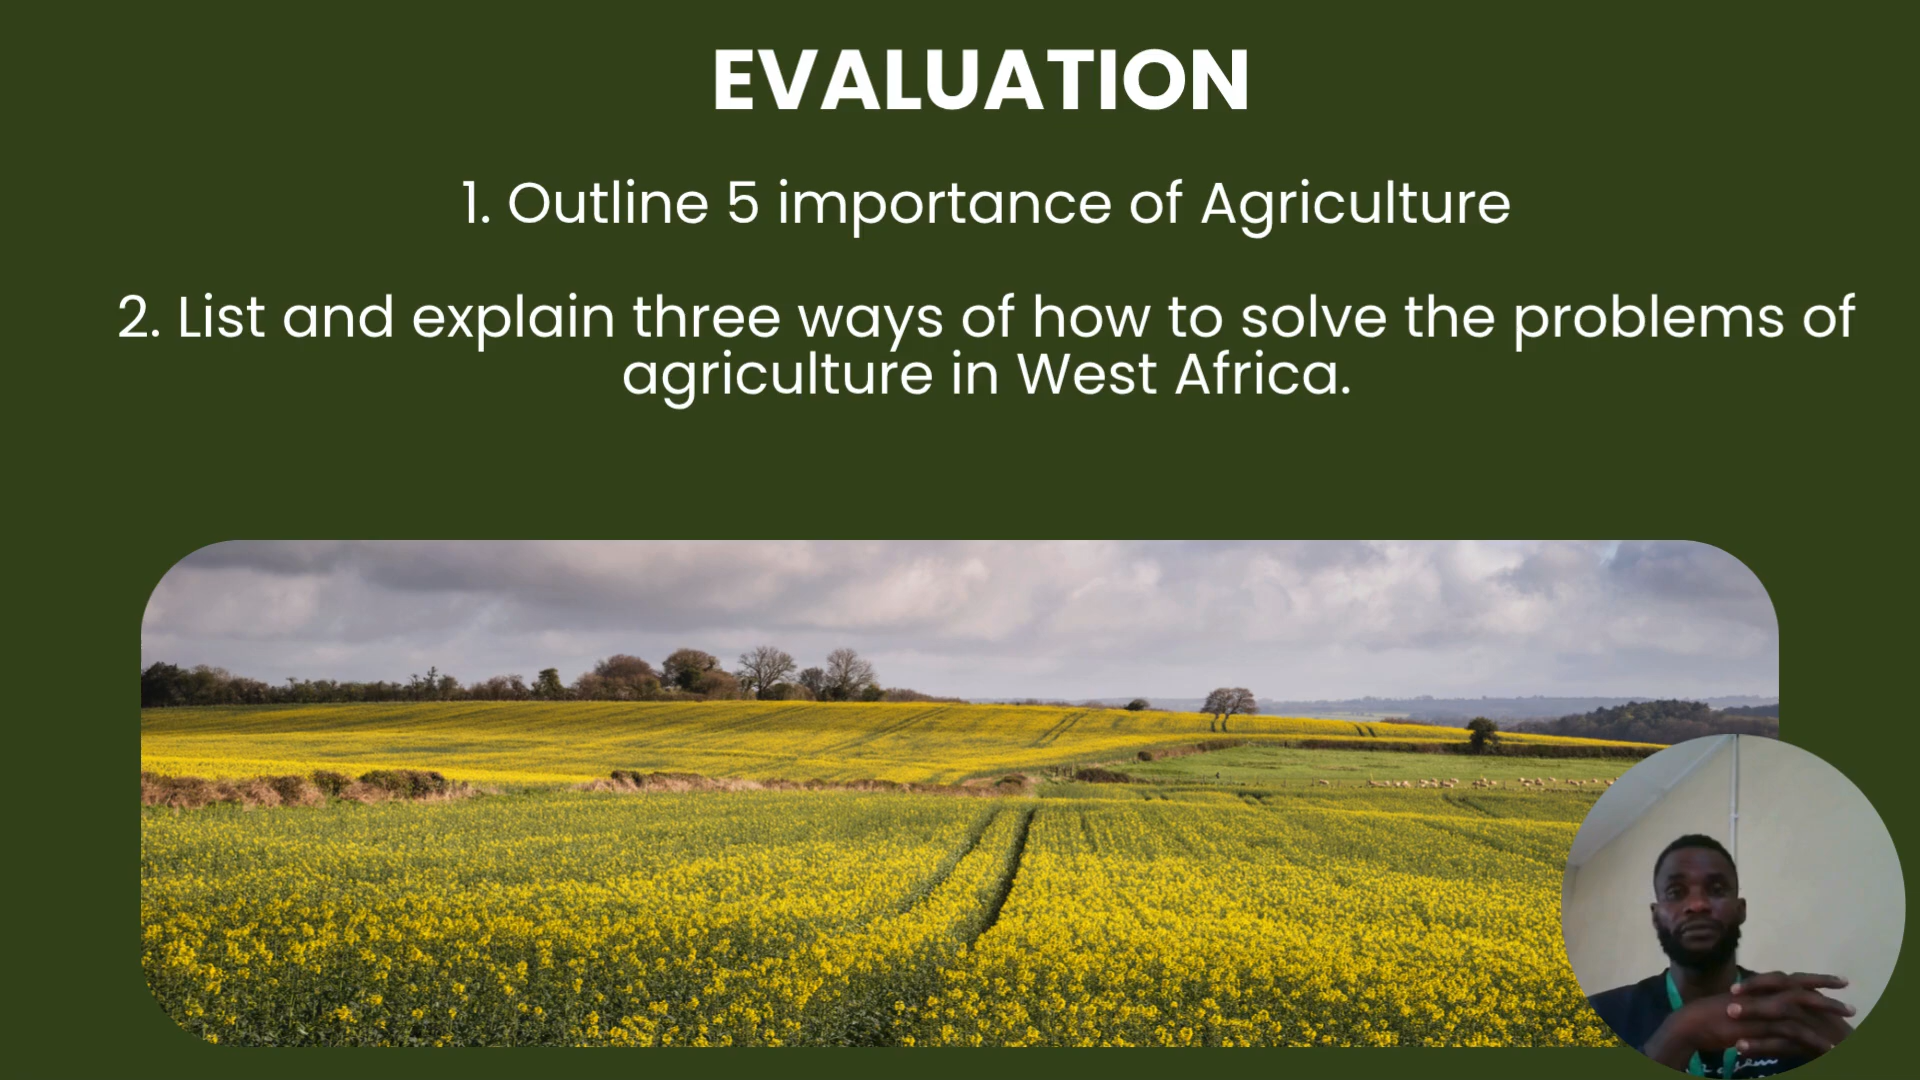 EVALUATION
1. Outline 5 importance of Agriculture
2. List and explain three ways of how to solve the problems of
agriculture in West Africa.